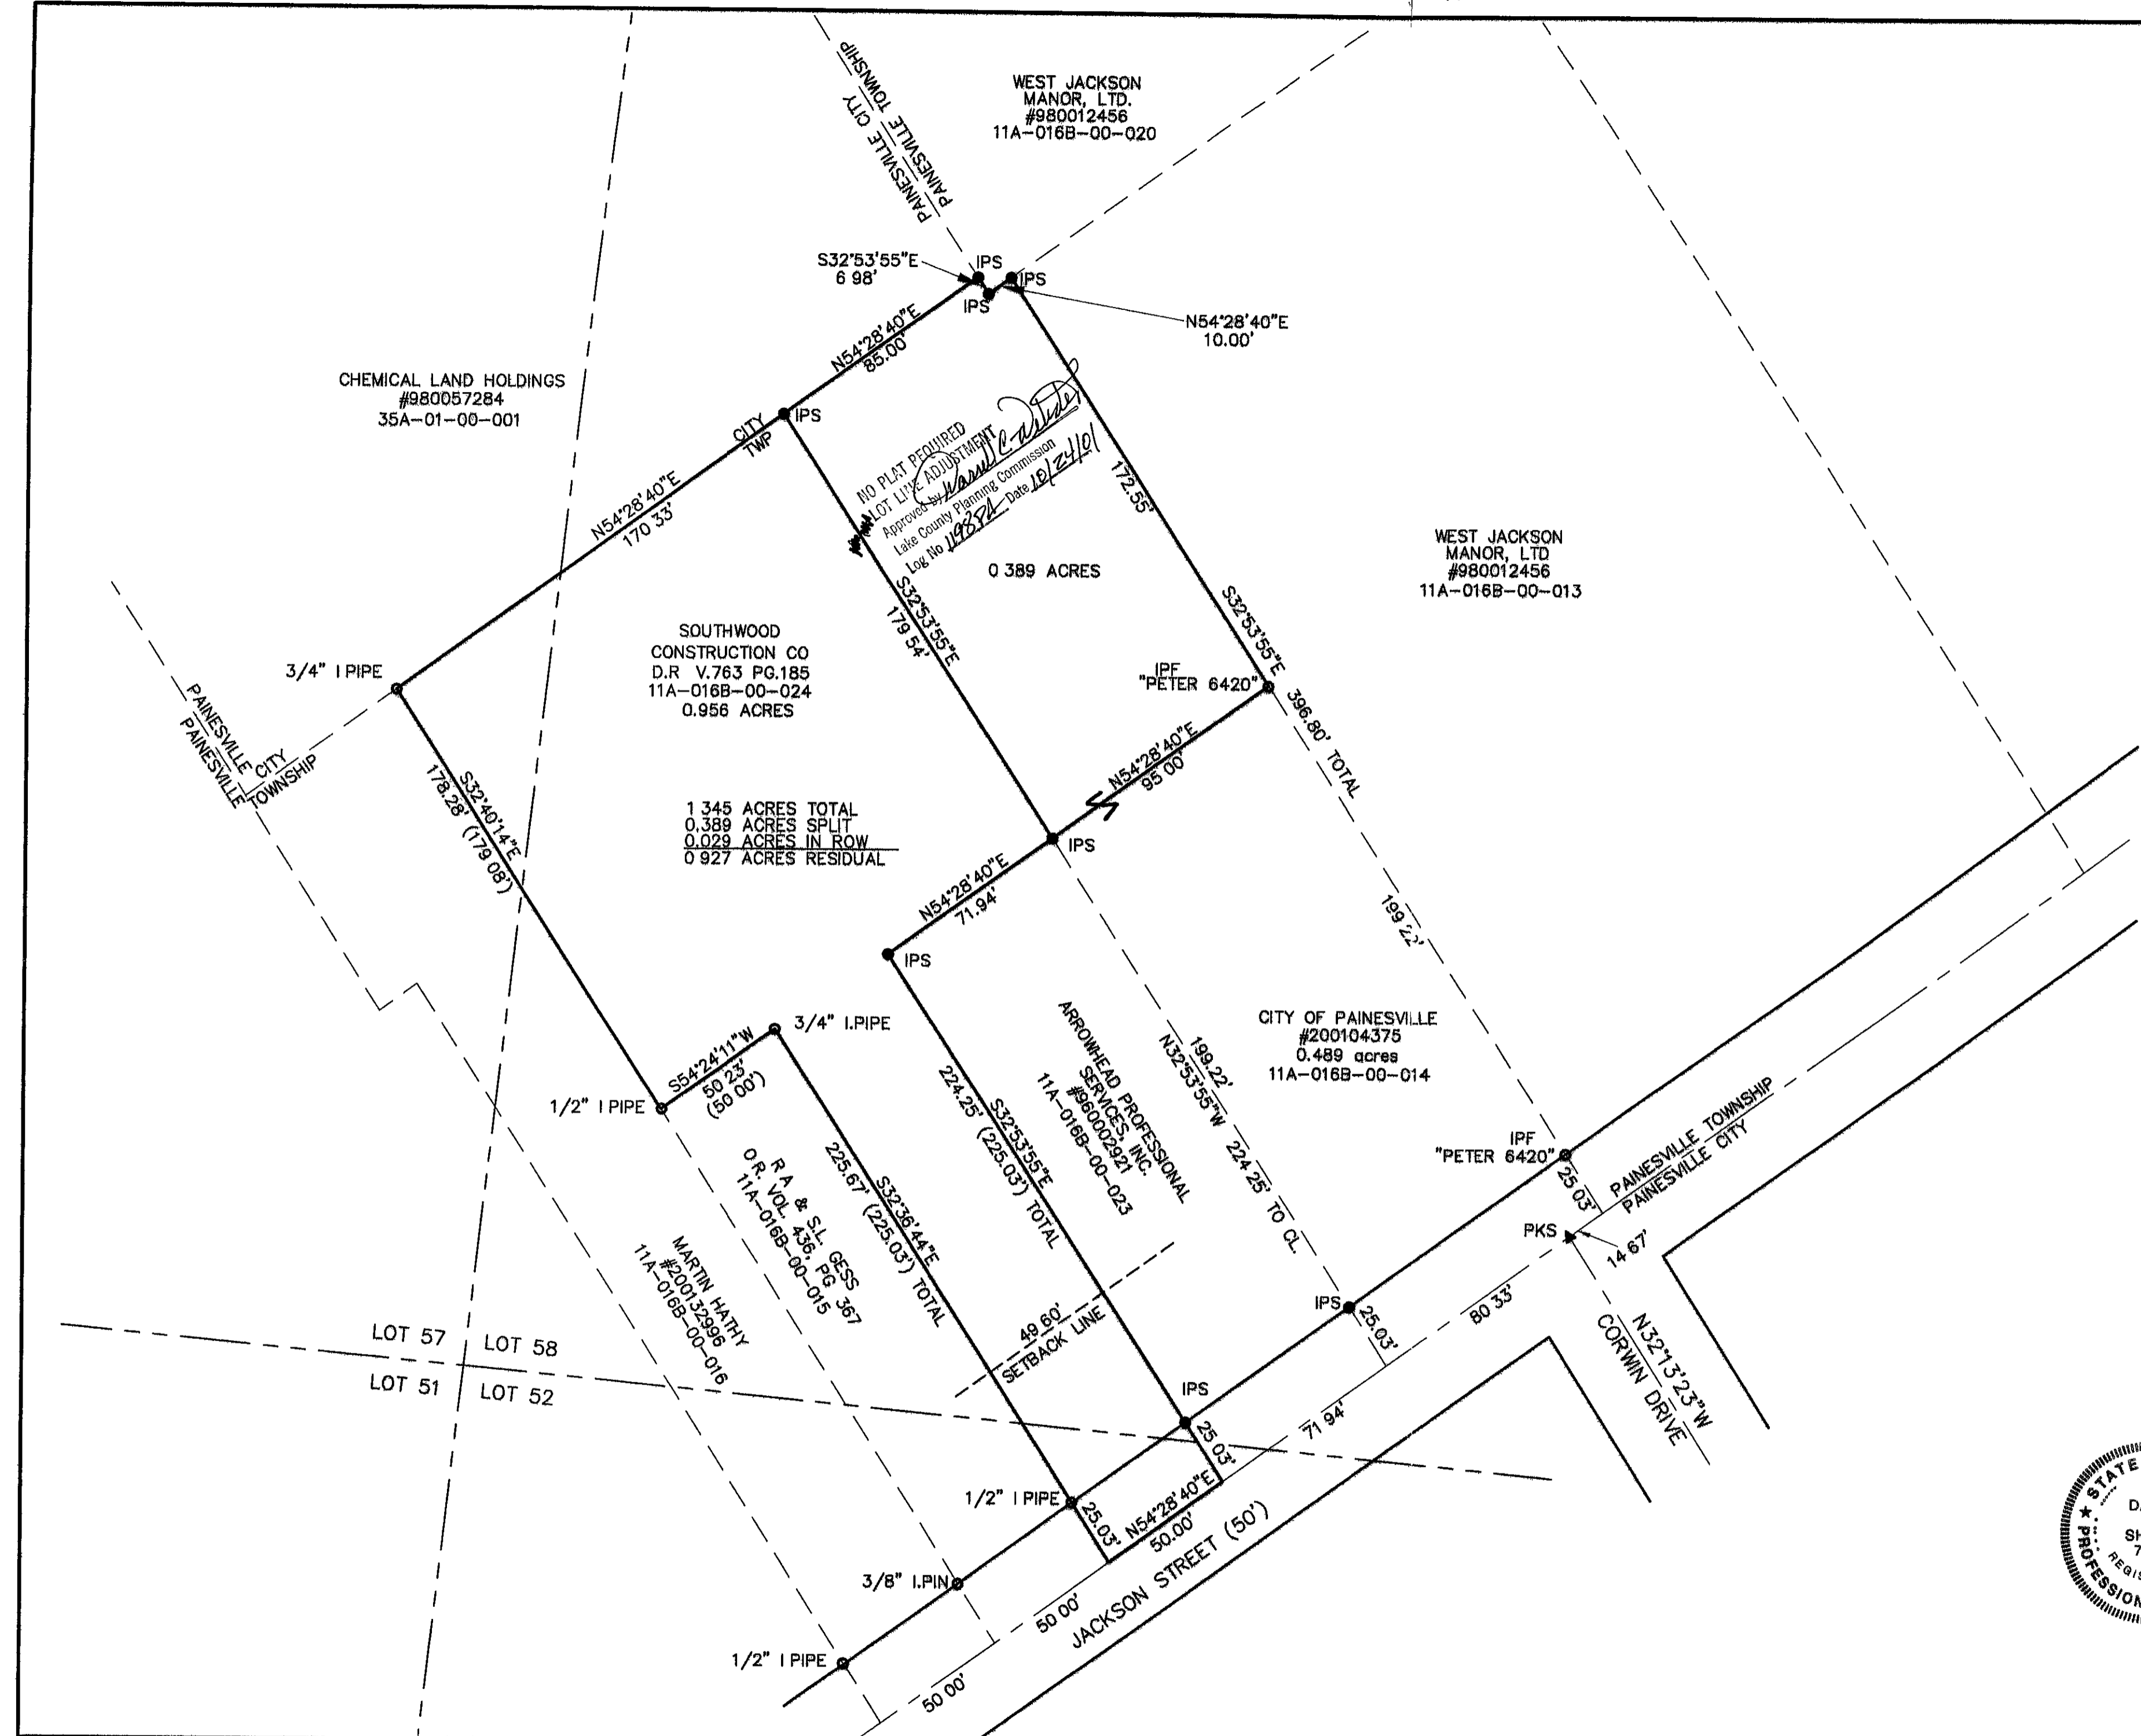 PAINESVILLE TOWNSHIP
PAINESVILLE CITY
WEST JACKSON
MANOR, LTD.
#980012456
11A-016B-00-020
S32°53'55"E
6 98'
IPS
IPS
IPS
N54°28'40"E
10.00'
N54°28'40"E
85.00'
CHEMICAL LAND HOLDINGS
#980057284
35A-01-00-001
CITY
TWP
IPS
NO PLAT REQUIRED
LOT LINE ADJUSTMENT
Approved by
Lake County Planning Commission
Log No 1198PA Date 10/24/01
172.55'
N54°28'40"E
170 33'
0 389 ACRES
WEST JACKSON
MANOR, LTD
#980012456
11A-016B-00-013
S32°53'55"E
179 54'
S32°53'55"E
SOUTHWOOD
CONSTRUCTION CO
D.R V.763 PG.185
11A-016B-00-024
0.956 ACRES
3/4" I PIPE
IPF
"PETER 6420"
396.80' TOTAL
PAINESVILLE CITY
PAINESVILLE TOWNSHIP
S32°40'14"E
178.28' (179 08')
N54°28'40"E
95 00'
1 345 ACRES TOTAL
0.389 ACRES SPLIT
0.029 ACRES IN ROW
0 927 ACRES RESIDUAL
IPS
N54°28'40"E
71.94'
199 22'
IPS
3/4" I.PIPE
S54°24'11"W
50 23'
(50 00')
1/2" I PIPE
CITY OF PAINESVILLE
#200104375
0.489 acres
11A-016B-00-014
199.22'
N32°53'55"W 224 25' TO CL.
ARROWHEAD PROFESSIONAL
SERVICES, INC.
#960002921
11A-016B-00-023
S32°53'55"E
224.25' (225.03') TOTAL
S32°36'44"E
225.67' (225.03') TOTAL
R A & S.L. GESS
O R. VOL. 436, PG 367
11A-016B-00-015
MARTIN HATHY
#200132996
11A-016B-00-016
IPF
"PETER 6420"
25 03'
PAINESVILLE TOWNSHIP
PAINESVILLE CITY
PKS
14 67'
49 60'
SETBACK LINE
IPS
25.03'
80 33'
N32°13'23"W
CORWIN DRIVE
LOT 57
LOT 58
LOT 51
LOT 52
IPS
25 03'
71 94'
1/2" I PIPE
25.03'
N54°28'40"E
50.00'
JACKSON STREET (50')
3/8" I.PIN
50 00'
1/2" I PIPE
50 00'
STATE
D
SH
7
REGIS
PROFESSION